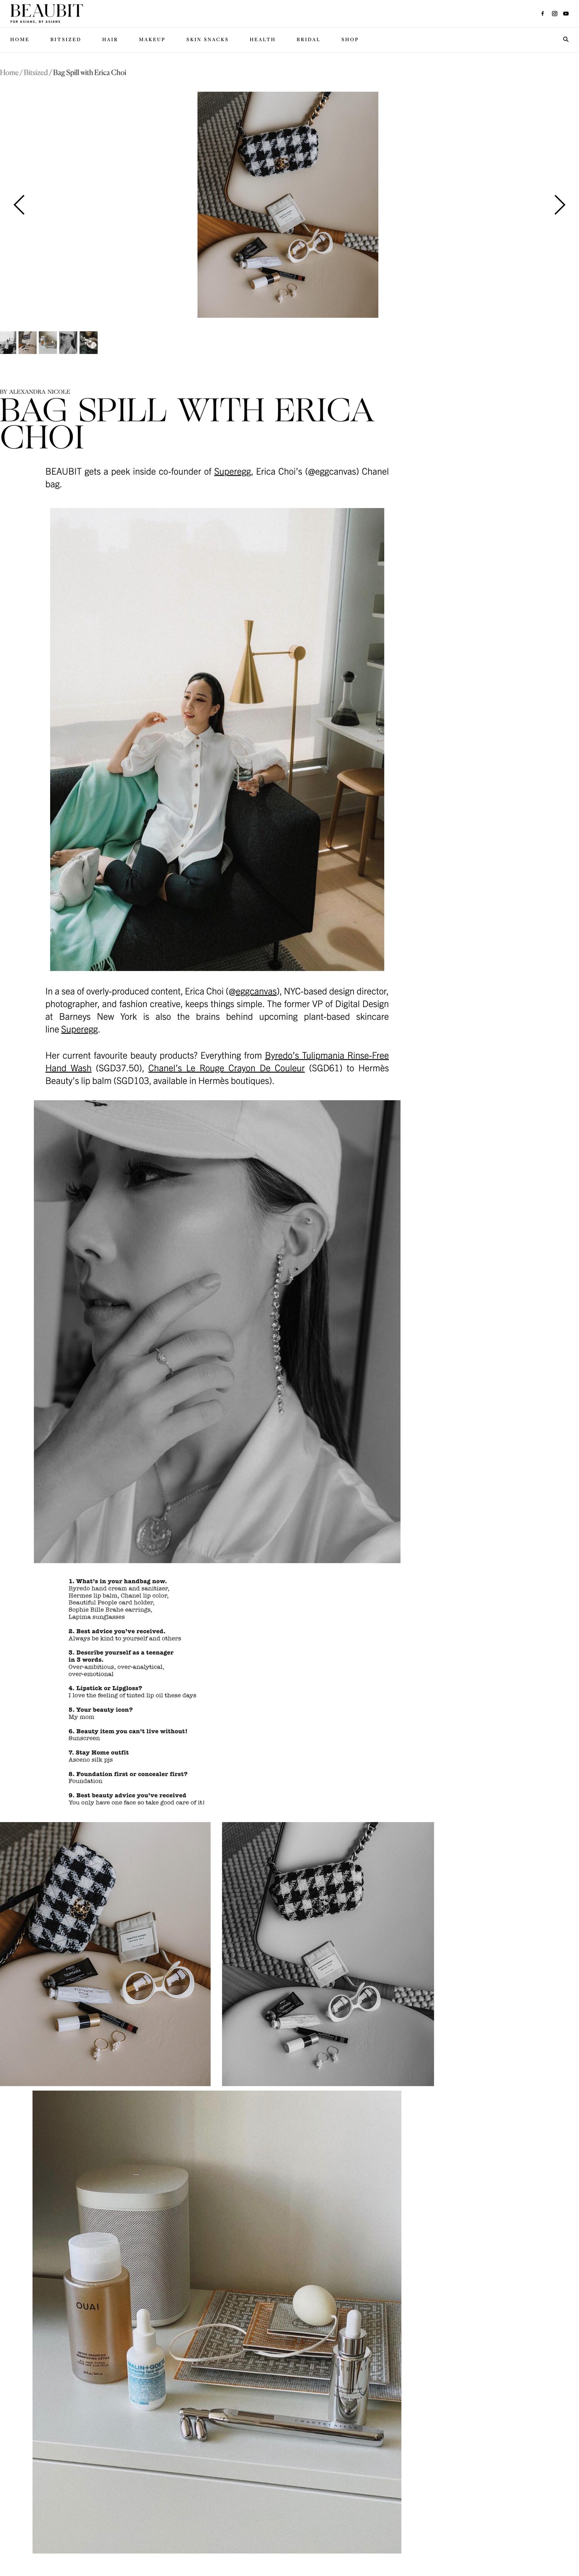 BEAUBIT
FOR ASIANS, BY ASIANS
HOME BITSIZED HAIR MAKEUP SKIN SNACKS HEALTH BRIDAL SHOP
Home / Bitsized / Bag Spill with Erica Choi
BY ALEXANDRA NICOLE
BAG SPILL WITH ERICA
CHOI
BEAUBIT gets a peek inside co-founder of Superegg, Erica Choi's (@eggcanvas) Chanel
bag.
In a sea of overly-produced content, Erica Choi (@eggcanvas), NYC-based design director,
photographer, and fashion creative, keeps things simple. The former VP of Digital Design
at Barneys New York is also the brains behind upcoming plant-based skincare
line Superegg.
Her current favourite beauty products? Everything from Byredo's Tulipmania Rinse-Free
Hand Wash (SGD37.50), Chanel's Le Rouge Crayon De Couleur (SGD61) to Hermès
Beauty's lip balm (SGD103, available in Hermès boutiques).
1. What's in your handbag now.
Byredo hand cream and sanitizer,
Hermes lip balm, Chanel lip color,
Beautiful People card holder,
Sophie Bille Brahe earrings,
Lapima sunglasses
2. Best advice you've received.
Always be kind to yourself and others
3. Describe yourself as a teenager
in 3 words.
Over-ambitious, over-analytical,
over-emotional
4. Lipstick or Lipgloss?
I love the feeling of tinted lip oil these days
5. Your beauty icon?
My mom
6. Beauty item you can't live without!
Sunscreen
7. Stay Home outfit
Asceno silk pjs
8. Foundation first or concealer first?
Foundation
9. Best beauty advice you've received
You only have one face so take good care of it!
OUAI
MALIN+GOETZ